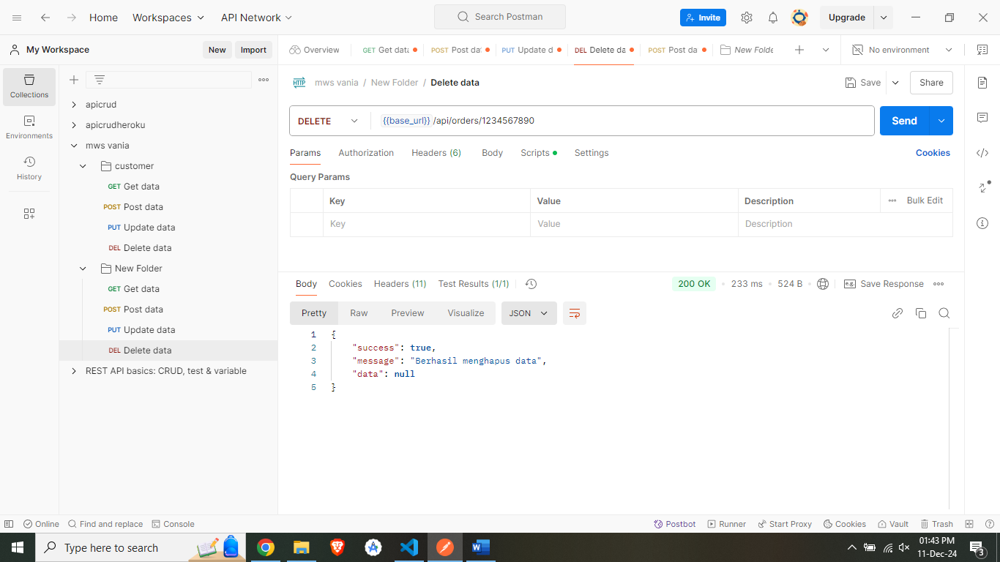 Home
Workspaces
API Network
Search Postman
Invite
Upgrade
My Workspace
New
Import
Overview
GET Get data
POST Post da
PUT Update d
DEL Delete da
POST Post da
New Folde
No environment
Collections
Environments
History
apicrud
apicrudheroku
mws vania
customer
GET Get data
POST Post data
PUT Update data
DEL Delete data
New Folder
GET Get data
POST Post data
PUT Update data
DEL Delete data
REST API basics: CRUD, test & variable
HTTP mws vania / New Folder / Delete data
Save
Share
DELETE
{{base_url}} /api/orders/1234567890
Send
Params Authorization Headers (6) Body Scripts Settings
Cookies
Query Params
Key Value Description
Bulk Edit
Key Value Description
Body Cookies Headers (11) Test Results (1/1)
200 OK • 233 ms • 524 B •
e.g. Save Response
Pretty Raw Preview Visualize JSON
1 {
2 "success": true,
3 "message": "Berhasil menghapus data",
4 "data": null
5 }
Online
Find and replace
Console
Postbot
Runner
Start Proxy
Cookies
Vault
Trash
Type here to search
01:43 PM
11-Dec-24
3